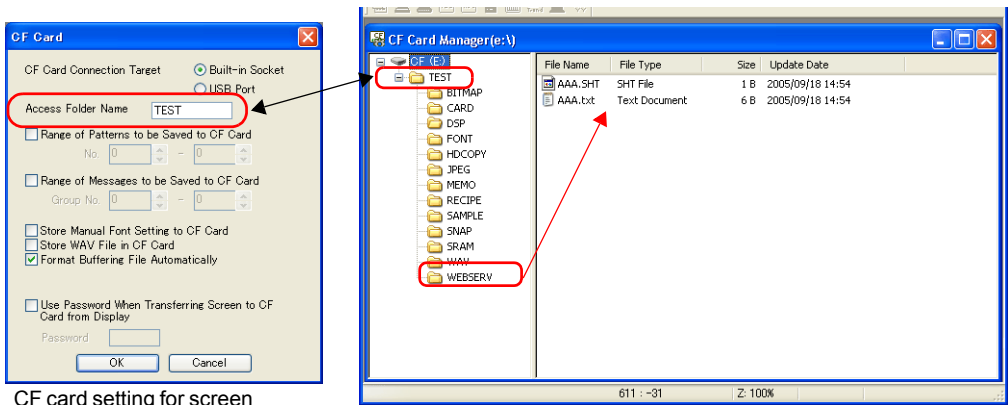 CF Card
CF Card Connection Target
Built-in Socket
USB Port
Access Folder Name
TEST
Range of Patterns to be Saved to CF Card
No. 0 - 0
Range of Messages to be Saved to CF Card
Group No. 0 - 0
Store Manual Font Setting to CF Card
Store WAV File in CF Card
Format Buffering File Automatically
Use Password When Transferring Screen to CF
Card from Display
Password
OK Cancel
CF card setting for screen
CF Card Manager(e:\)
CF (E:)
TEST
BITMAP
CARD
DSP
FONT
HDCOPY
JPEG
MEMO
RECIPE
SAMPLE
SNAP
SRAM
WAV
WEBSERV
File Name File Type Size Update Date
AAA.SHT SHT File 1 B 2005/09/18 14:54
AAA.txt Text Document 6 B 2005/09/18 14:54
611 : -31 Z: 100%